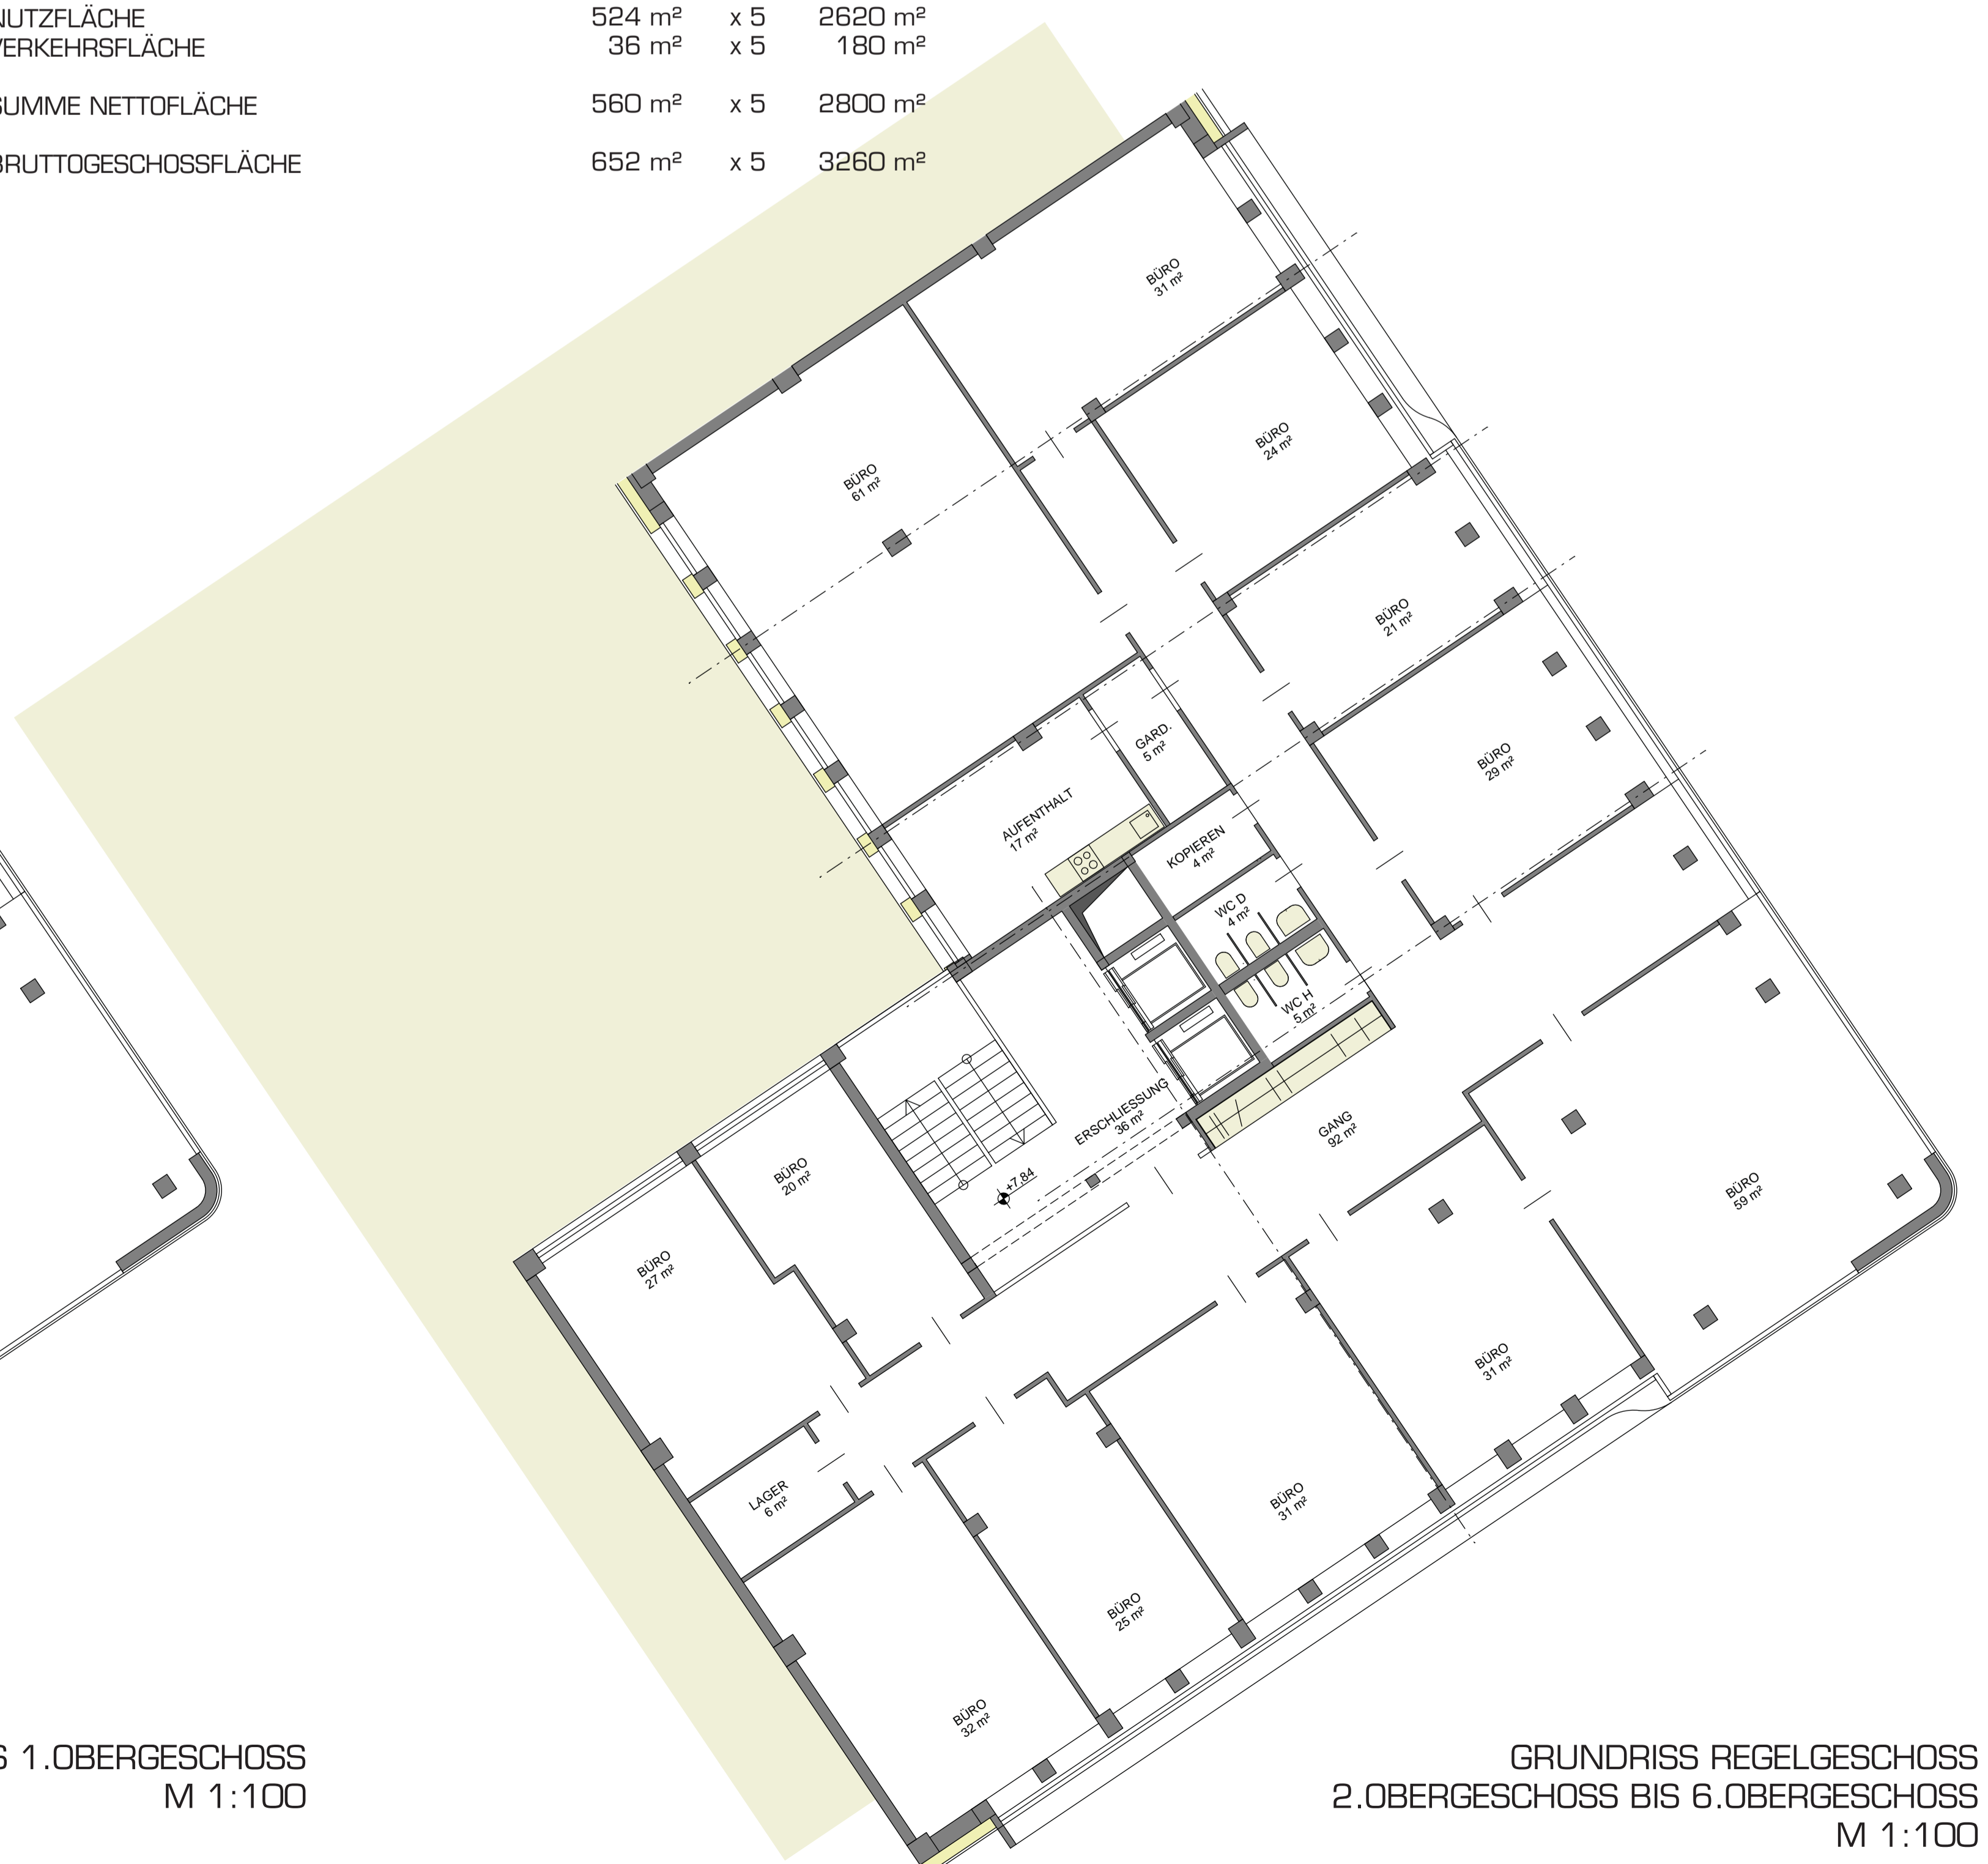 NUTZFLÄCHE 524 m² x 5 2620 m²
VERKEHRSFLÄCHE 36 m² x 5 180 m²
SUMME NETTOFLÄCHE 560 m² x 5 2800 m²
BRUTTOGESCHOSSFLÄCHE 652 m² x 5 3260 m²
BÜRO
31 m²
BÜRO
24 m²
BÜRO
61 m²
BÜRO
21 m²
GARD.
5 m²
BÜRO
29 m²
AUFENTHALT
17 m²
KOPIEREN
4 m²
WC D
4 m²
WC H
5 m²
ERSCHLIESSUNG
36 m²
GANG
92 m²
BÜRO
20 m²
+7,84
BÜRO
59 m²
BÜRO
27 m²
BÜRO
31 m²
LAGER
6 m²
BÜRO
31 m²
BÜRO
25 m²
BÜRO
32 m²
S 1.OBERGESCHOSS
M 1:100
GRUNDRISS REGELGESCHOSS
2.OBERGESCHOSS BIS 6.OBERGESCHOSS
M 1:100